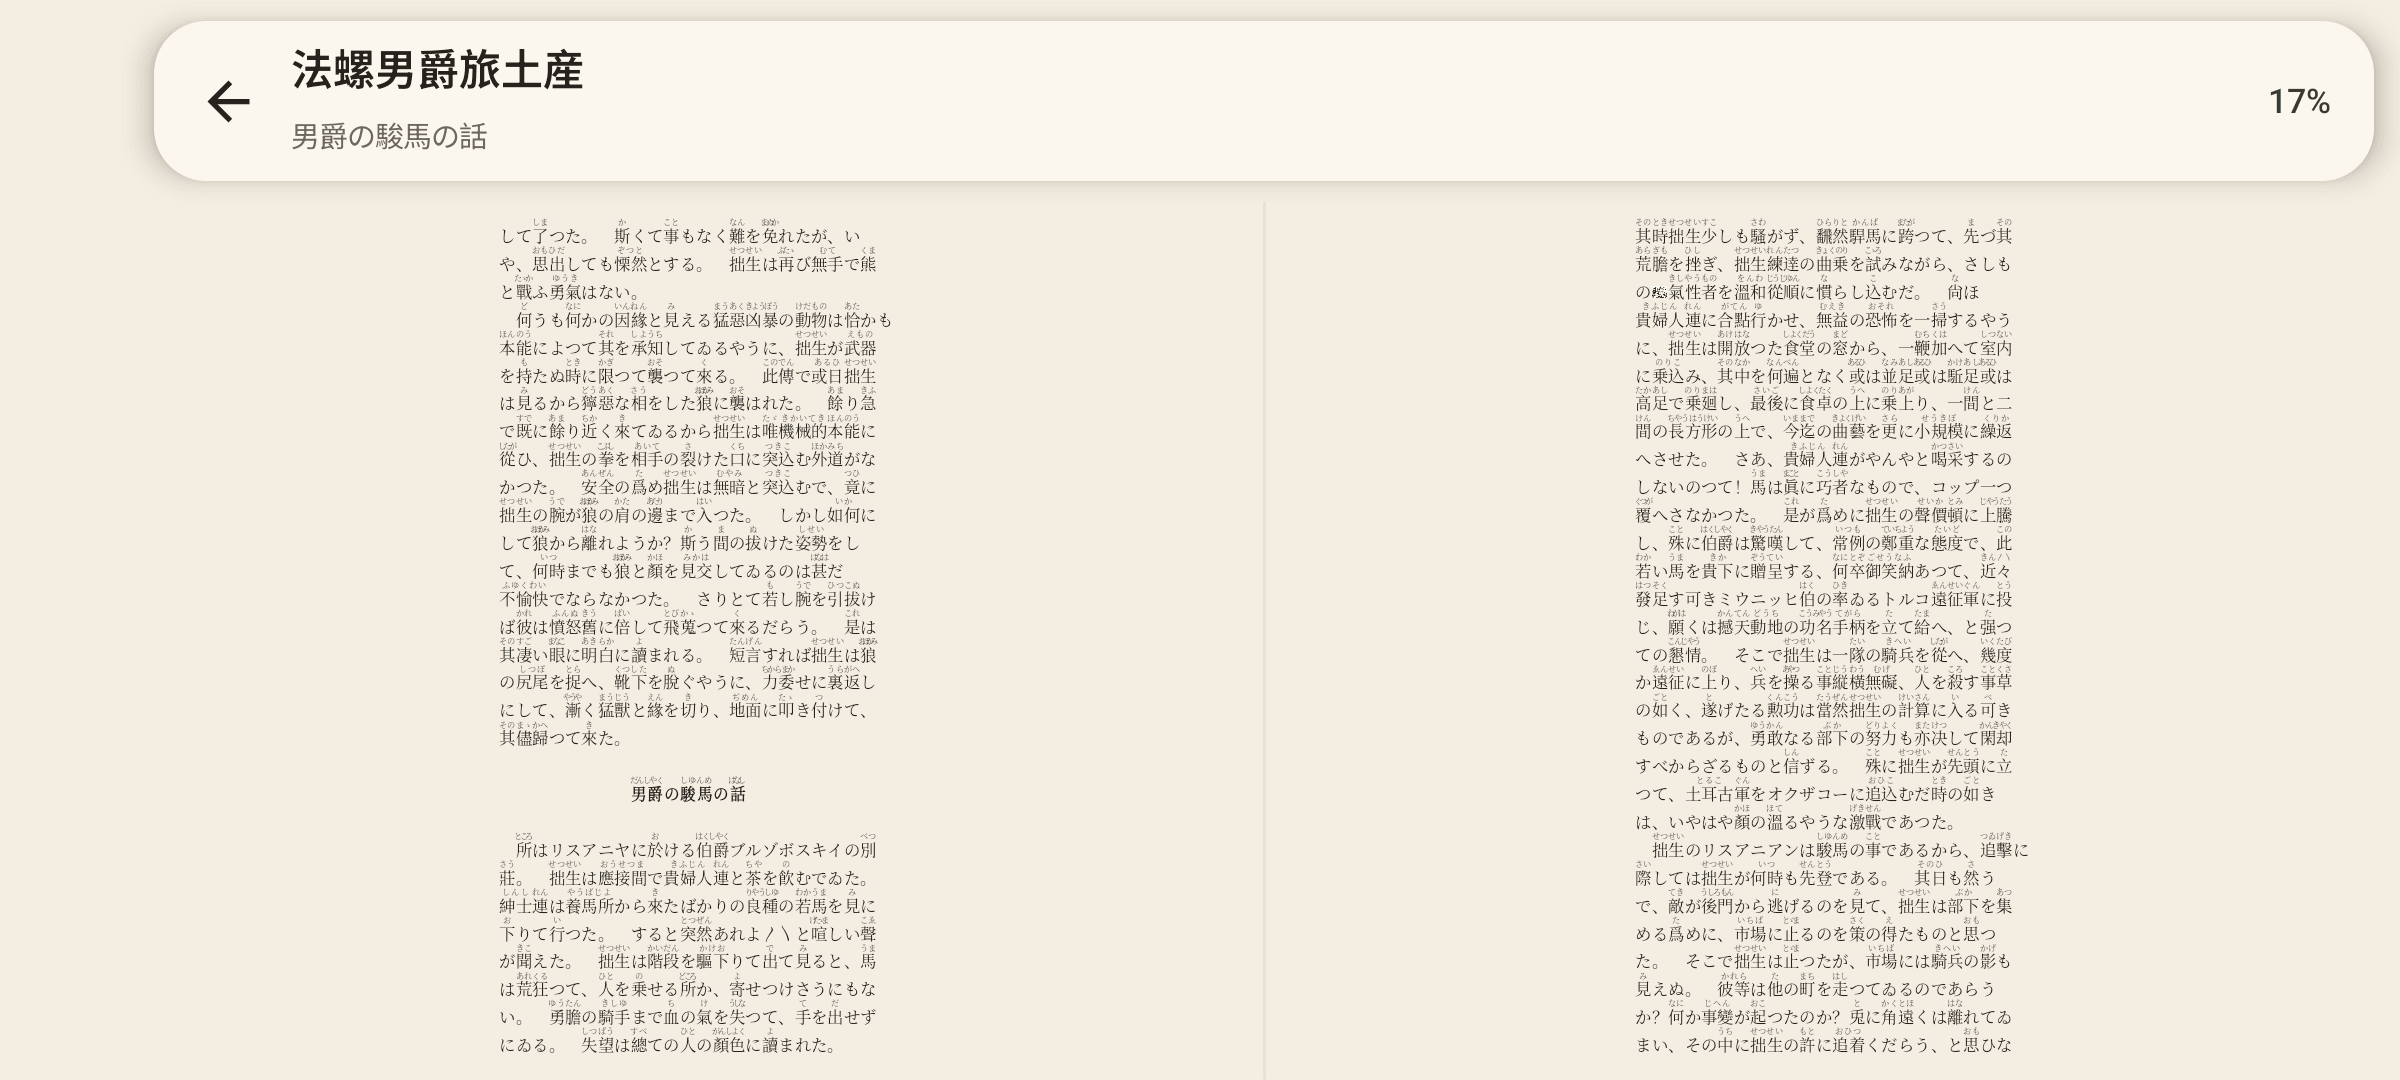 法螺男爵旅土産
男爵の駿馬の話
17%
して了つた。　斯くて事もなく難を免れたが、い
や、思出しても慄然とする。　拙生は再び無手で熊
と戰ふ勇氣はない。
何うも何かの因緣と見える猛惡凶暴の動物は恰かも
本能によつて其を承知してゐるやうに、拙生が武器
を持たぬ時に限つて襲つて來る。　此傳で或日拙生
は見るから獰惡な相をした狼に襲はれた。　餘り急
で既に餘り近く來てゐるから拙生は唯機械的本能に
從ひ、拙生の拳を相手の裂けた口に突込む外道がな
かつた。　安全の爲め拙生は無暗と突込むで、竟に
拙生の腕が狼の肩の邊まで入つた。　しかし如何に
して狼から離れようか? 斯う間の拔けた姿勢をし
て、何時までも狼と顏を見交してゐるのは甚だ
不愉快でならなかつた。　さりとて若し腕を引拔け
ば彼は憤怒舊に倍して飛蒐つて來るだらう。　是は
其凄い眼に明白に讀まれる。　短言すれば拙生は狼
の尻尾を捉へ、靴下を脫ぐやうに、力委せに裏返し
にして、漸く猛獸と緣を切り、地面に叩き付けて、
其儘歸つて來た。
男爵の駿馬の話
所はリスアニヤに於ける伯爵ブルゾボスキイの別
莊。　拙生は應接間で貴婦人連と茶を飮むでゐた。
紳士連は養馬所から來たばかりの良種の若馬を見に
下りて行つた。　すると突然あれよ〳〵と喧しい聲
が聞えた。　拙生は階段を驅下りて出て見ると、馬
は荒狂つて、人を乗せる所か、寄せつけさうにもな
い。　勇膽の騎手まで血の氣を失つて、手を出せず
にゐる。　失望は總ての人の顏色に讀まれた。
其時拙生少しも騷がず、飜然駻馬に跨つて、先づ其
荒膽を挫ぎ、拙生練達の曲乗を試みながら、さしも
の氣性者を溫和從順に慣らし込むだ。　尙ほ
貴婦人連に合點行かせ、無益の恐怖を一掃するやう
に、拙生は開放つた食堂の窓から、一鞭加へて室内
に乗込み、其中を何遍となく或は並足或は駈足或は
高足で乗廻し、最後に食卓の上に乗上り、一間と二
間の長方形の上で、今迄の曲藝を更に小規模に繰返
へさせた。　さあ、貴婦人連がやんやと喝采するの
しないのつて! 馬は眞に巧者なもので、コップ一つ
覆へさなかつた。　是が爲めに拙生の聲價頓に上騰
し、殊に伯爵は驚嘆して、常例の鄭重な態度で、此
若い馬を貴下に贈呈する、何卒御笑納あつて、近々
發足す可きミウニッヒ伯の率ゐるトルコ遠征軍に投
じ、願くは撼天動地の功名手柄を立て給へ、と强つ
ての懇情。　そこで拙生は一隊の騎兵を從へ、幾度
か遠征に上り、兵を操る事縱橫無礙、人を殺す事草
の如く、遂げたる勲功は當然拙生の計算に入る可き
ものであるが、勇敢なる部下の努力も亦决して閑却
すべからざるものと信ずる。　殊に拙生が先頭に立
つて、土耳古軍をオクザコーに追込むだ時の如き
は、いやはや顏の溫るやうな激戰であつた。
拙生のリスアニアンは駿馬の事であるから、追擊に
際しては拙生が何時も先登である。　其日も然う
で、敵が後門から逃げるのを見て、拙生は部下を集
める爲めに、市場に止るのを策の得たものと思つ
た。　そこで拙生は止つたが、市場には騎兵の影も
見えぬ。　彼等は他の町を走つてゐるのであらう
か? 何か事變が起つたのか? 兎に角遠くは離れてゐ
まい、その中に拙生の許に追着くだらう、と思ひな